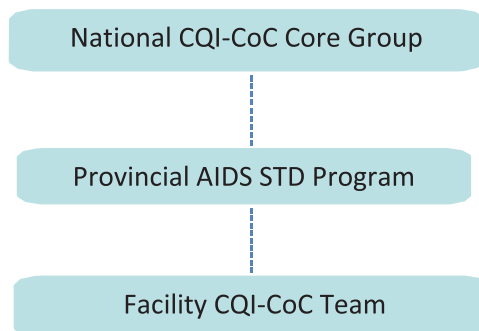 National CQI-CoC Core Group
Provincial AIDS STD Program
Facility CQI-CoC Team